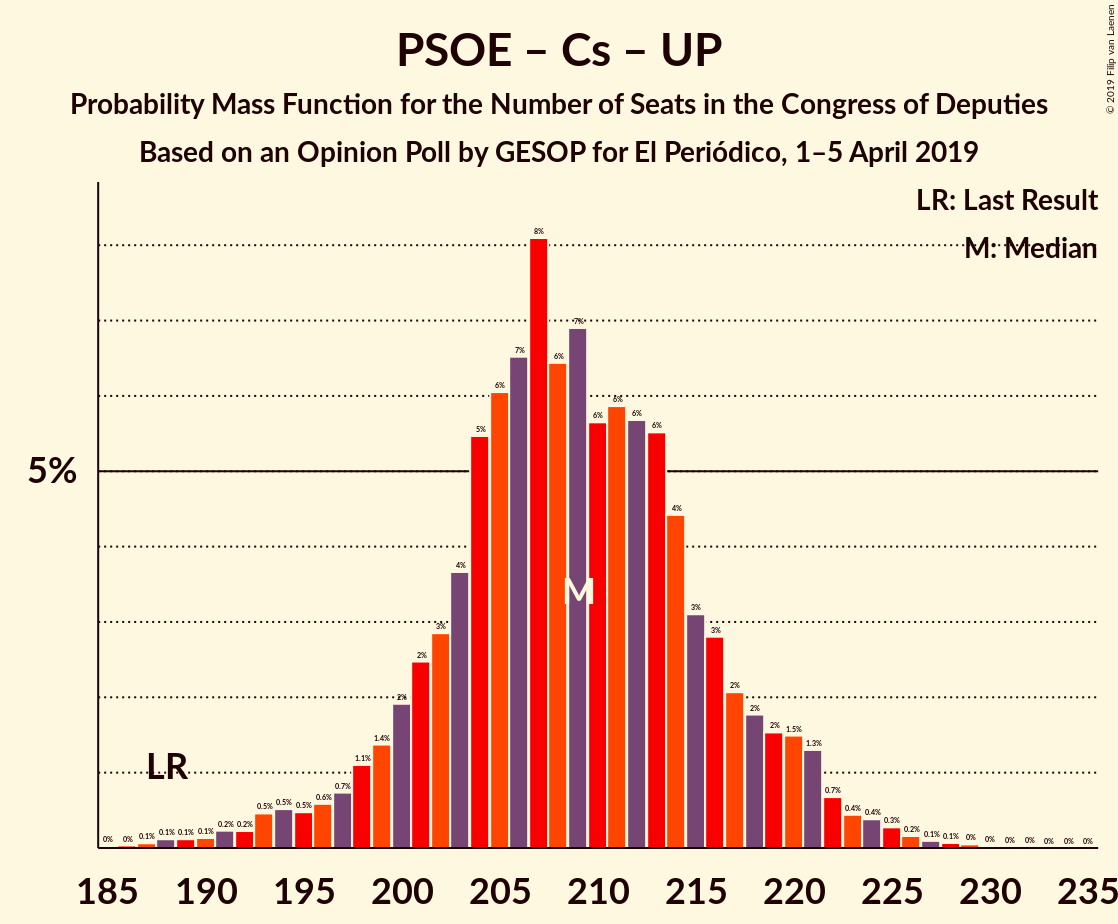 PSOE – Cs – UP
Probability Mass Function for the Number of Seats in the Congress of Deputies
Based on an Opinion Poll by GESOP for El Periódico, 1–5 April 2019
© 2019 Filip van Laenen
LR: Last Result
M: Median
5%
LR
M
0% 0% 0.1% 0.1% 0.1% 0.1% 0.2% 0.2% 0.5% 0.5% 0.5% 0.6% 0.7% 1.1% 1.4% 2% 2% 3% 4% 5% 6% 7% 8% 6% 7% 6% 6% 6% 6% 4% 3% 3% 2% 2% 2% 1.5% 1.3% 0.7% 0.4% 0.4% 0.3% 0.2% 0.1% 0.1% 0% 0% 0% 0% 0% 0% 0%
185 190 195 200 205 210 215 220 225 230 235